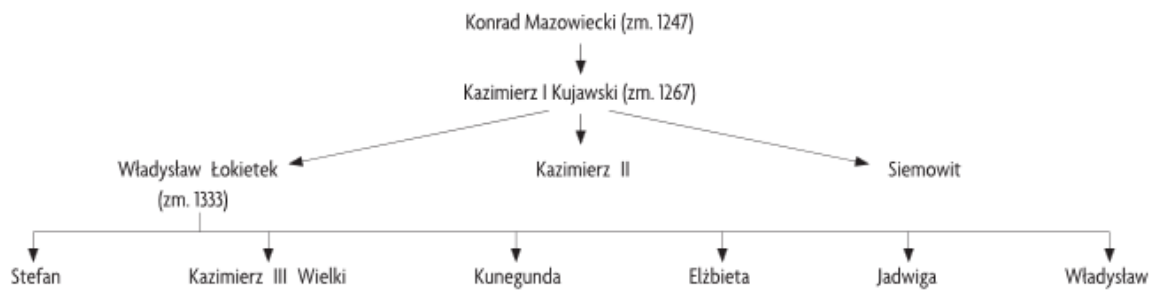 Konrad Mazowiecki (zm. 1247)
Kazimierz I Kujawski (zm. 1267)
Władysław Łokietek
(zm. 1333)
Kazimierz II
Siemowit
Stefan
Kazimierz III Wielki
Kunegunda
Elżbieta
Jadwiga
Władysław